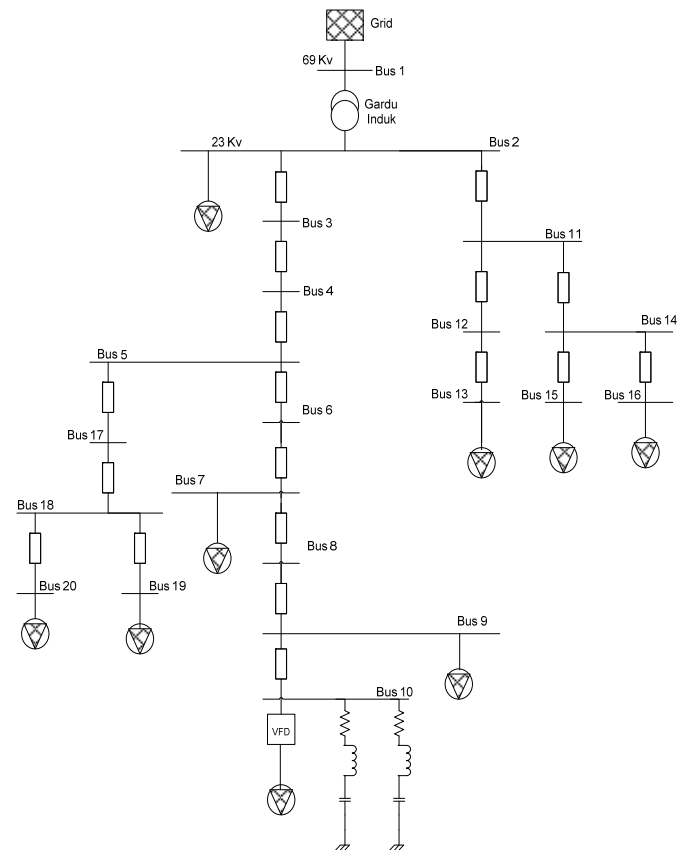 Grid
69 Kv
Bus 1
Gardu
Induk
23 Kv
Bus 2
Bus 3
Bus 11
Bus 4
Bus 12
Bus 14
Bus 5
Bus 13
Bus 15
Bus 16
Bus 6
Bus 17
Bus 7
Bus 18
Bus 8
Bus 20
Bus 19
Bus 9
Bus 10
VFD